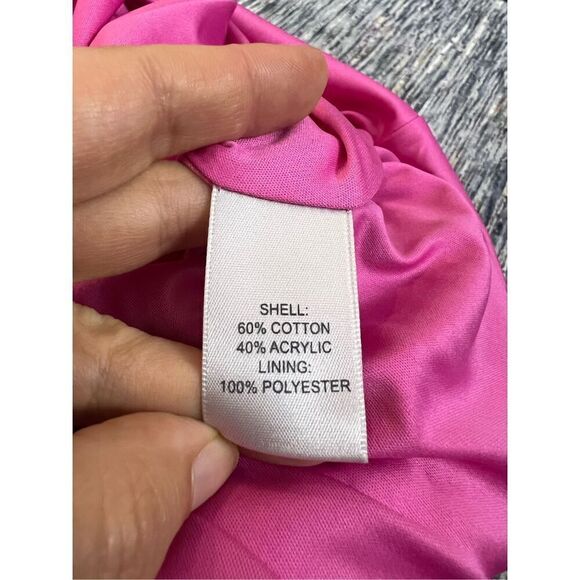 SHELL:
60% COTTON
40% ACRYLIC
LINING:
100% POLYESTER